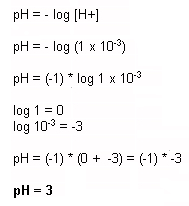 pH = - log [H+]
pH = - log (1 x 10⁻³)
pH = (-1) * log 1 x 10⁻³
log 1 = 0
log 10⁻³ = -3
pH = (-1) * (0 + -3) = (-1) * -3
pH = 3